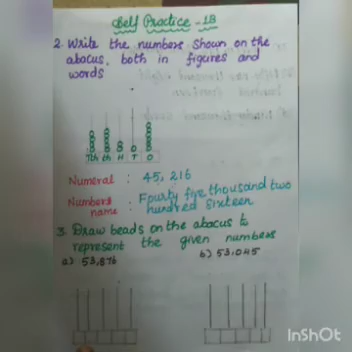 Self Practice - 1B
2. Write the numbers shown on the
abacus, both in figures and
words
Tth th H T O
Numeral : 45, 216
Numbers name : Fourty five thousand two
hundred sixteen
3. Draw beads on the abacus to
represent the given numbers
a) 53,876 b) 53,045
InShOt